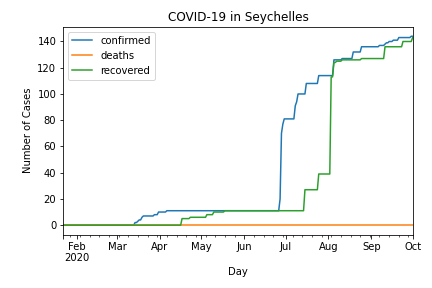 COVID-19 in Seychelles
confirmed
deaths
recovered
Number of Cases
140
120
100
80
60
40
20
0
Feb Mar Apr May Jun Jul Aug Sep Oct
2020
Day